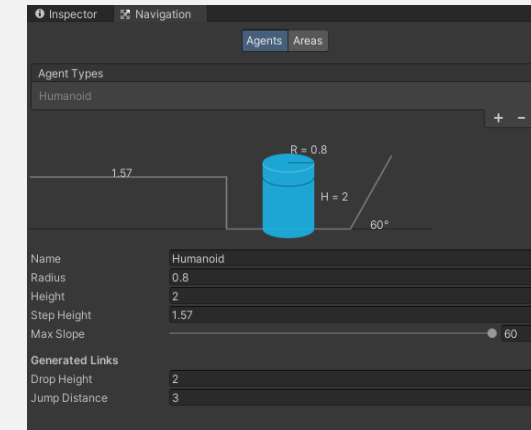 Inspector Navigation
Agents Areas
Agent Types
Humanoid
+ -
R = 0.8
1.57
H = 2
60°
Name Humanoid
Radius 0.8
Height 2
Step Height 1.57
Max Slope 60
Generated Links
Drop Height 2
Jump Distance 3